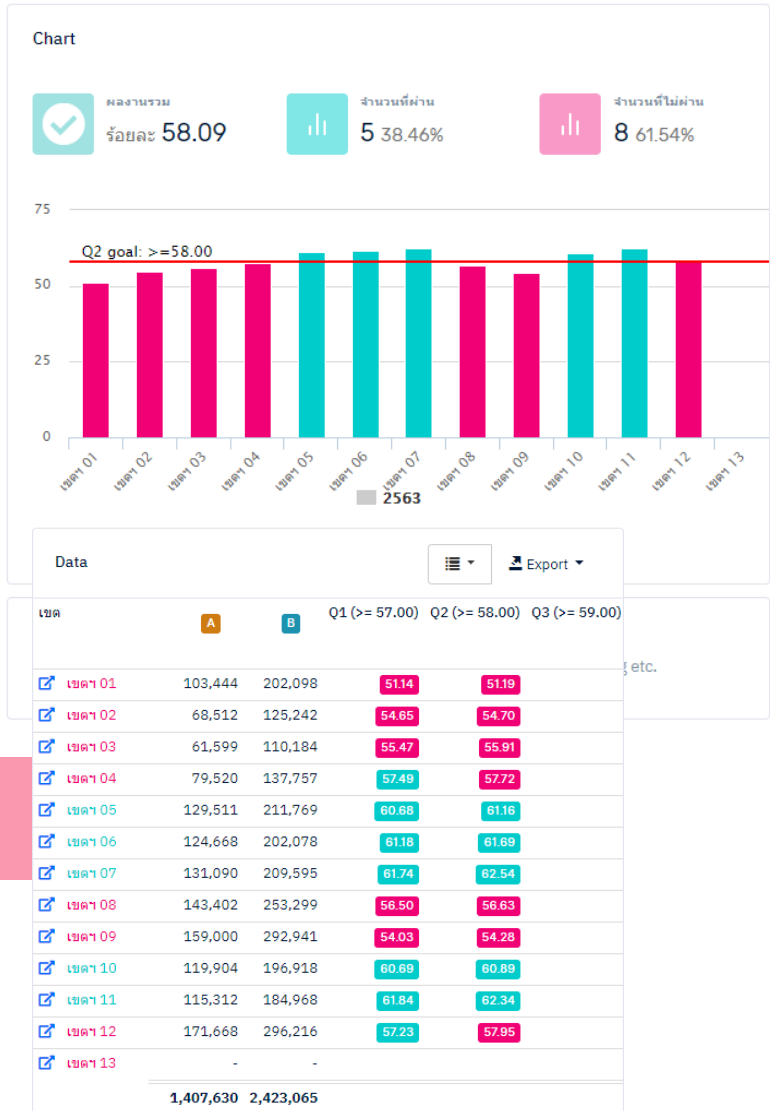 Chart
ผลงานรวม
ร้อยละ 58.09
จำนวนที่ผ่าน
5 38.46%
จำนวนที่ไม่ผ่าน
8 61.54%
75
Q2 goal: >=58.00
50
25
0
เขตฯ 01 เขตฯ 02 เขตฯ 03 เขตฯ 04 เขตฯ 05 เขตฯ 06 เขตฯ 07 เขตฯ 08 เขตฯ 09 เขตฯ 10 เขตฯ 11 เขตฯ 12 เขตฯ 13
2563
Data
Export
เขต A B Q1 (>= 57.00) Q2 (>= 58.00) Q3 (>= 59.00)
etc.
เขตฯ 01 103,444 202,098 51.14 51.19
เขตฯ 02 68,512 125,242 54.65 54.70
เขตฯ 03 61,599 110,184 55.47 55.91
เขตฯ 04 79,520 137,757 57.49 57.72
เขตฯ 05 129,511 211,769 60.68 61.16
เขตฯ 06 124,668 202,078 61.18 61.69
เขตฯ 07 131,090 209,595 61.74 62.54
เขตฯ 08 143,402 253,299 56.50 56.63
เขตฯ 09 159,000 292,941 54.03 54.28
เขตฯ 10 119,904 196,918 60.69 60.89
เขตฯ 11 115,312 184,968 61.84 62.34
เขตฯ 12 171,668 296,216 57.23 57.95
เขตฯ 13 - -
1,407,630 2,423,065